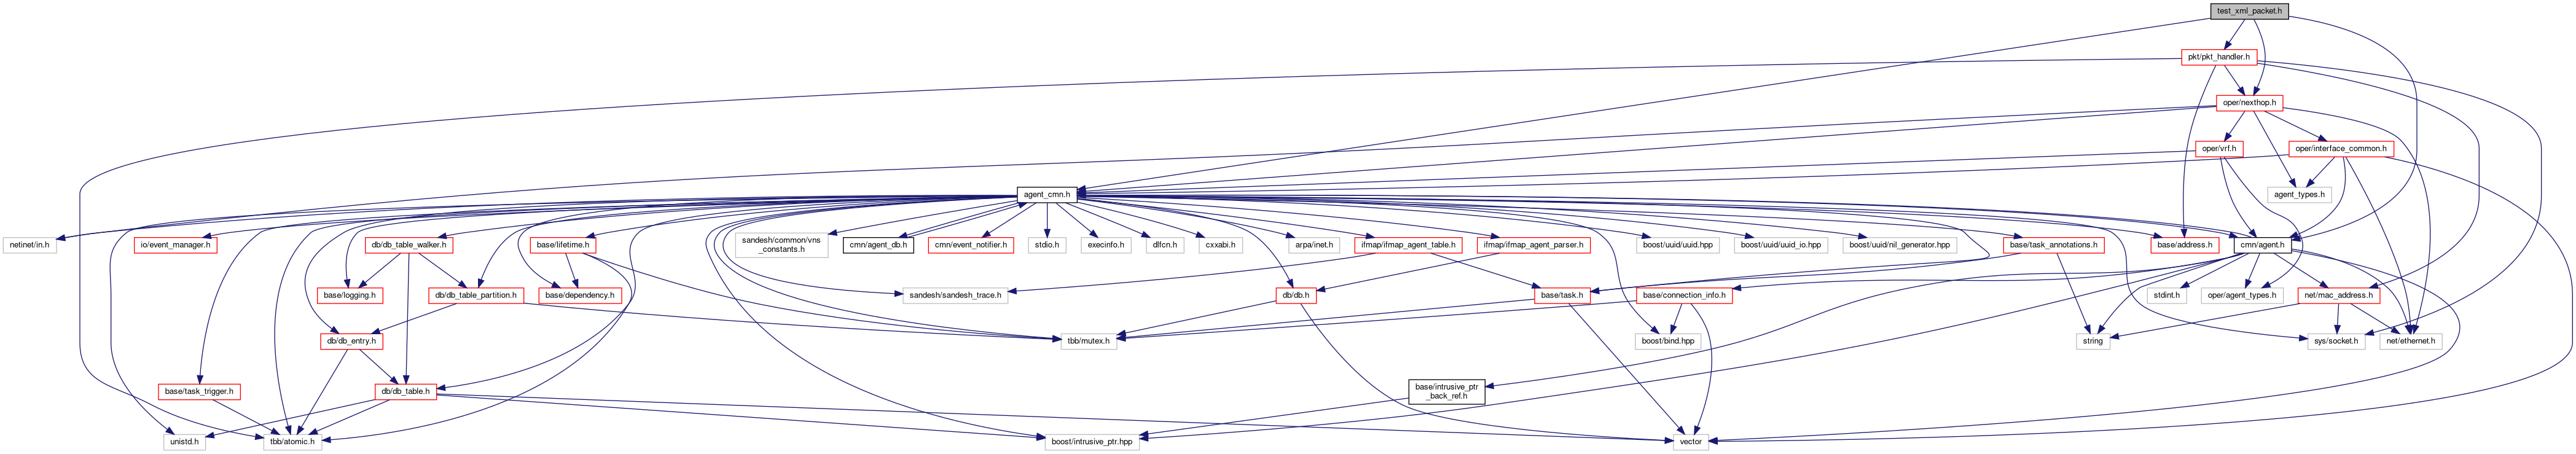 test_xml_packet.h
pkt/pkt_handler.h
oper/nexthop.h
oper/vrf.h
oper/interface_common.h
agent_cmn.h
agent_types.h
netinet/in.h
io/event_manager.h
db/db_table_walker.h
base/lifetime.h
sandesh/common/vns
_constants.h
cmn/agent_db.h
cmn/event_notifier.h
stdio.h
execinfo.h
dlfcn.h
cxxabi.h
arpa/inet.h
ifmap/ifmap_agent_table.h
ifmap/ifmap_agent_parser.h
boost/uuid/uuid.hpp
boost/uuid/uuid_io.hpp
boost/uuid/nil_generator.hpp
base/task_annotations.h
base/address.h
cmn/agent.h
base/logging.h
db/db_table_partition.h
base/dependency.h
sandesh/sandesh_trace.h
db/db.h
base/task.h
base/connection_info.h
stdint.h
oper/agent_types.h
net/mac_address.h
db/db_entry.h
tbb/mutex.h
boost/bind.hpp
string
sys/socket.h
net/ethernet.h
base/task_trigger.h
db/db_table.h
base/intrusive_ptr
_back_ref.h
unistd.h
tbb/atomic.h
boost/intrusive_ptr.hpp
vector